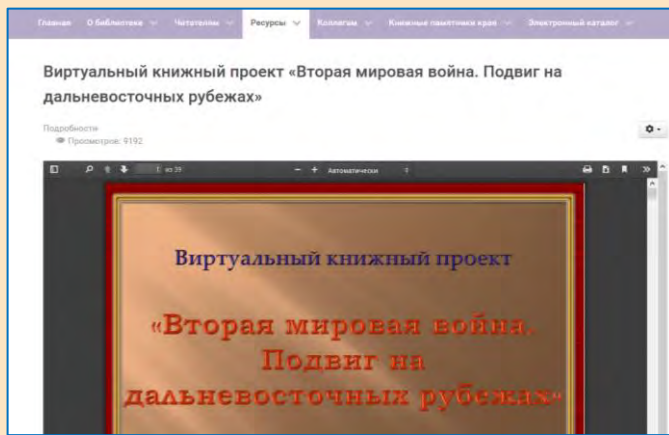 Главная О библиотеке Читателям Ресурсы Коллегам Книжные памятники края Электронный каталог
Виртуальный книжный проект «Вторая мировая война. Подвиг на
дальневосточных рубежах»
Подробности
Просмотров: 9192
1 из 39 Автоматически
Виртуальный книжный проект
«Вторая мировая война.
Подвиг на
дальневосточных рубежах»